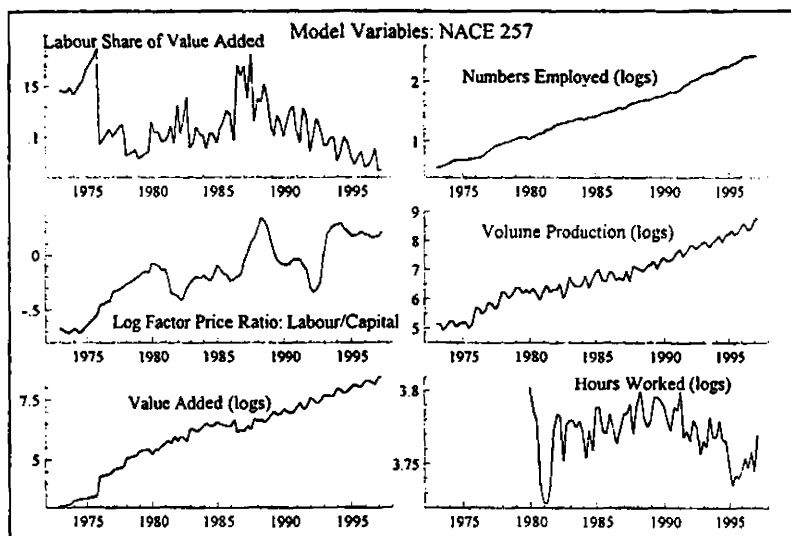 Model Variables: NACE 257
Labour Share of Value Added
15
.1
1975 1980 1985 1990 1995
Numbers Employed (logs)
2
1
1975 1980 1985 1990 1995
0
-.5
Log Factor Price Ratio: Labour/Capital
1975 1980 1985 1990 1995
Volume Production (logs)
9
8
7
6
5
1975 1980 1985 1990 1995
Value Added (logs)
7.5
5
1975 1980 1985 1990 1995
Hours Worked (logs)
3.8
3.75
1975 1980 1985 1990 1995